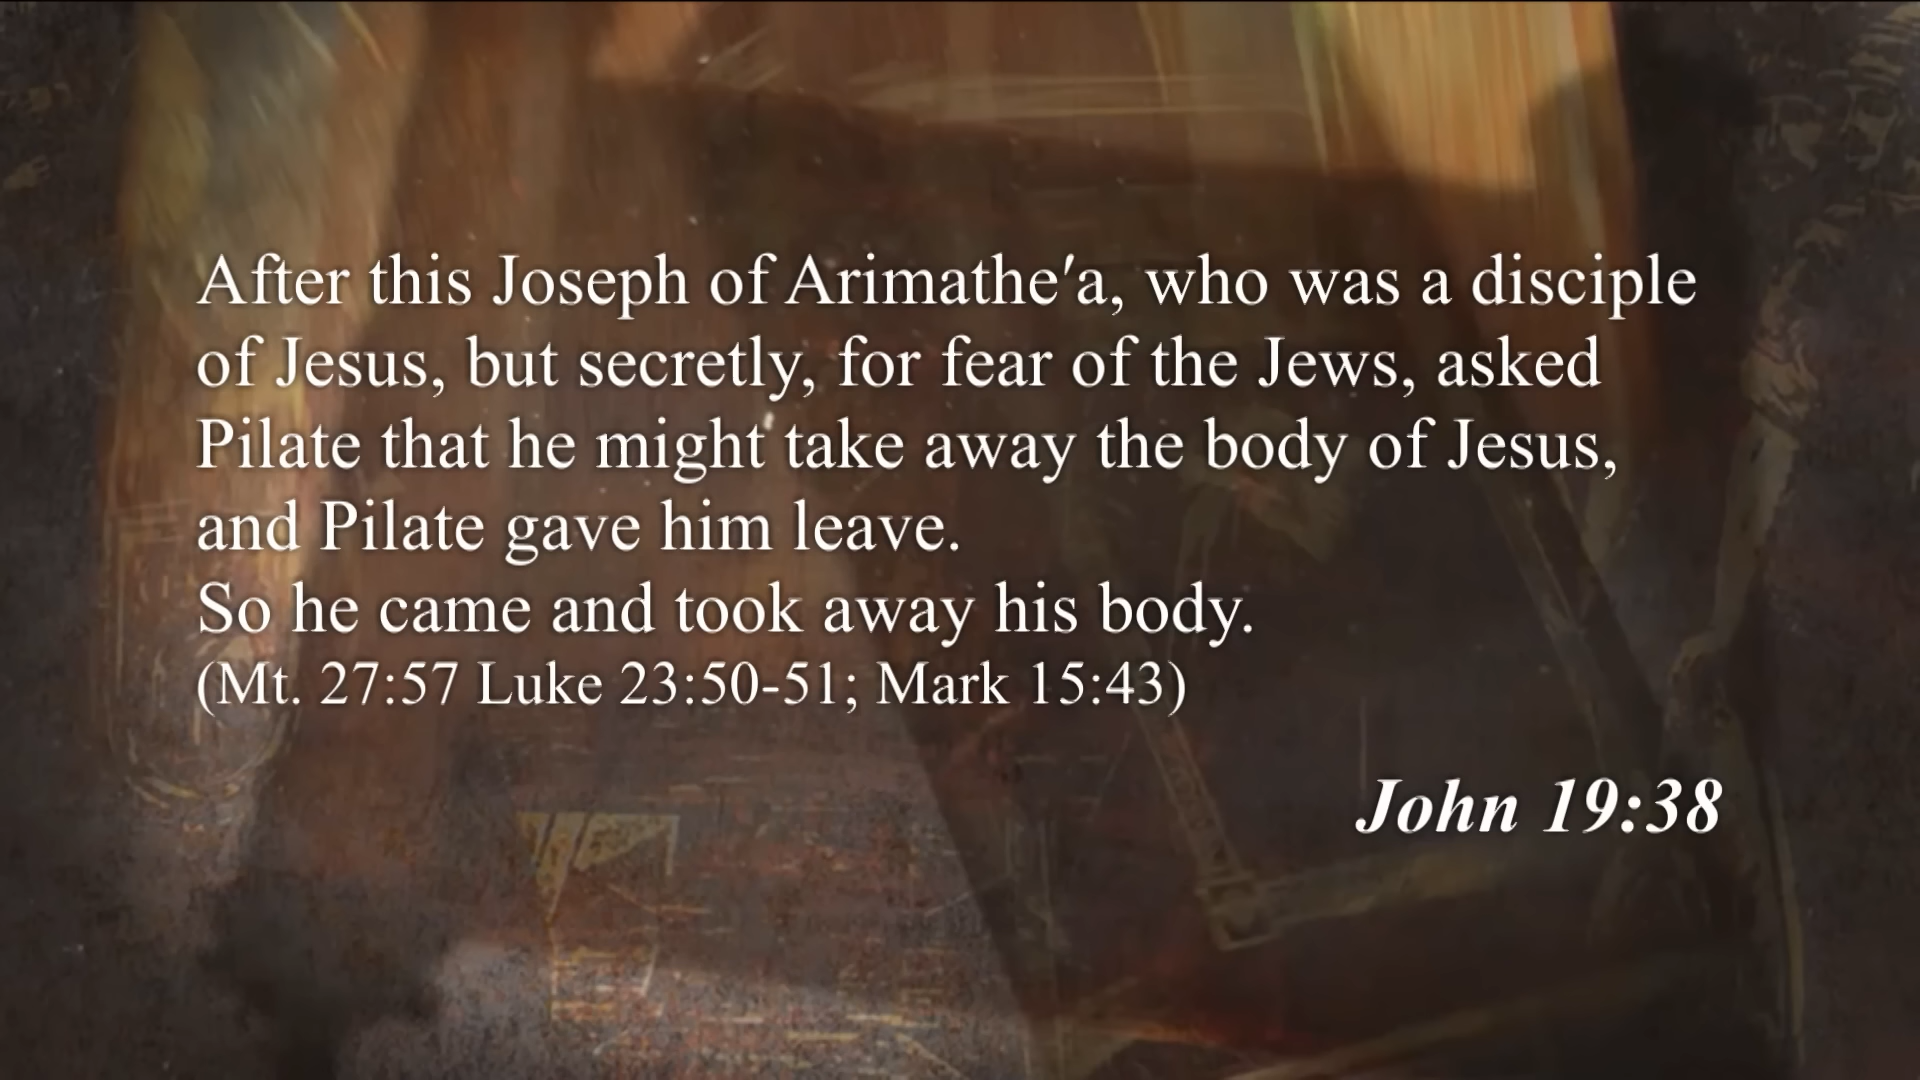 After this Joseph of Arimathe′a, who was a disciple
of Jesus, but secretly, for fear of the Jews, asked
Pilate that he might take away the body of Jesus,
and Pilate gave him leave.
So he came and took away his body.
(Mt. 27:57 Luke 23:50-51; Mark 15:43)
John 19:38